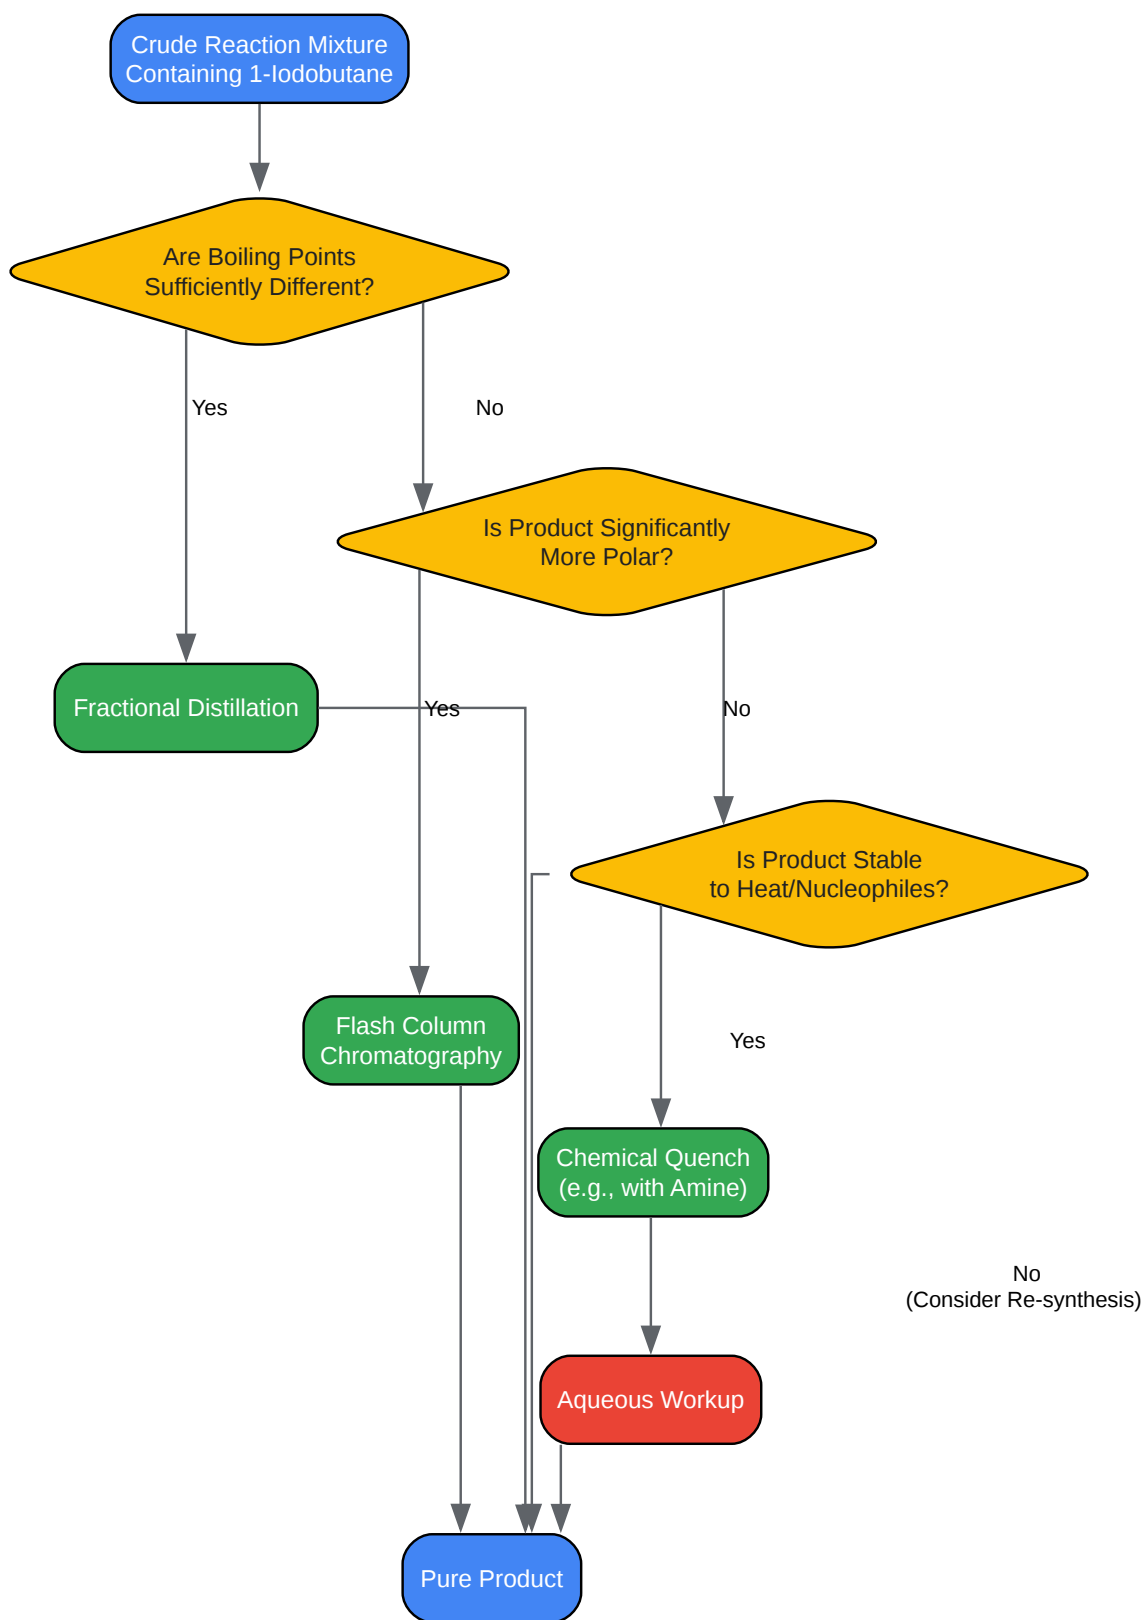 Crude Reaction Mixture
Containing 1-Iodobutane
Are Boiling Points
Sufficiently Different?
Yes
No
Is Product Significantly
More Polar?
Fractional Distillation
Yes
No
Is Product Stable
to Heat/Nucleophiles?
Flash Column
Chromatography
Yes
Chemical Quench
(e.g., with Amine)
No
(Consider Re-synthesis)
Aqueous Workup
Pure Product